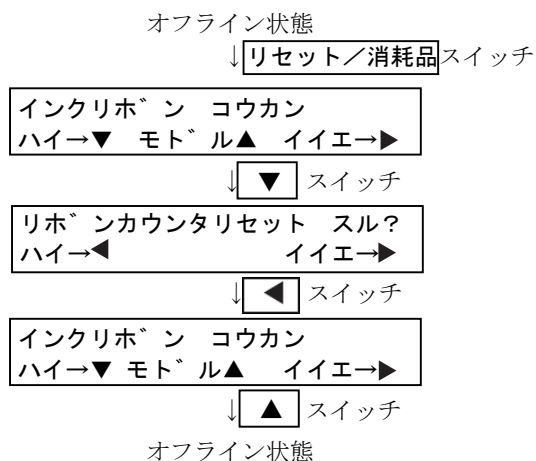 オフライン状態
↓リセット／消耗品スイッチ
インクリホ゛ン　コウカン
ハイ→▼　モト゛ル▲　イイエ→▶
↓▼スイッチ
リホ゛ンカウンタリセット　スル？
ハイ→◀　イイエ→▶
↓◀スイッチ
インクリホ゛ン　コウカン
ハイ→▼ モト゛ル▲　イイエ→▶
↓▲スイッチ
オフライン状態